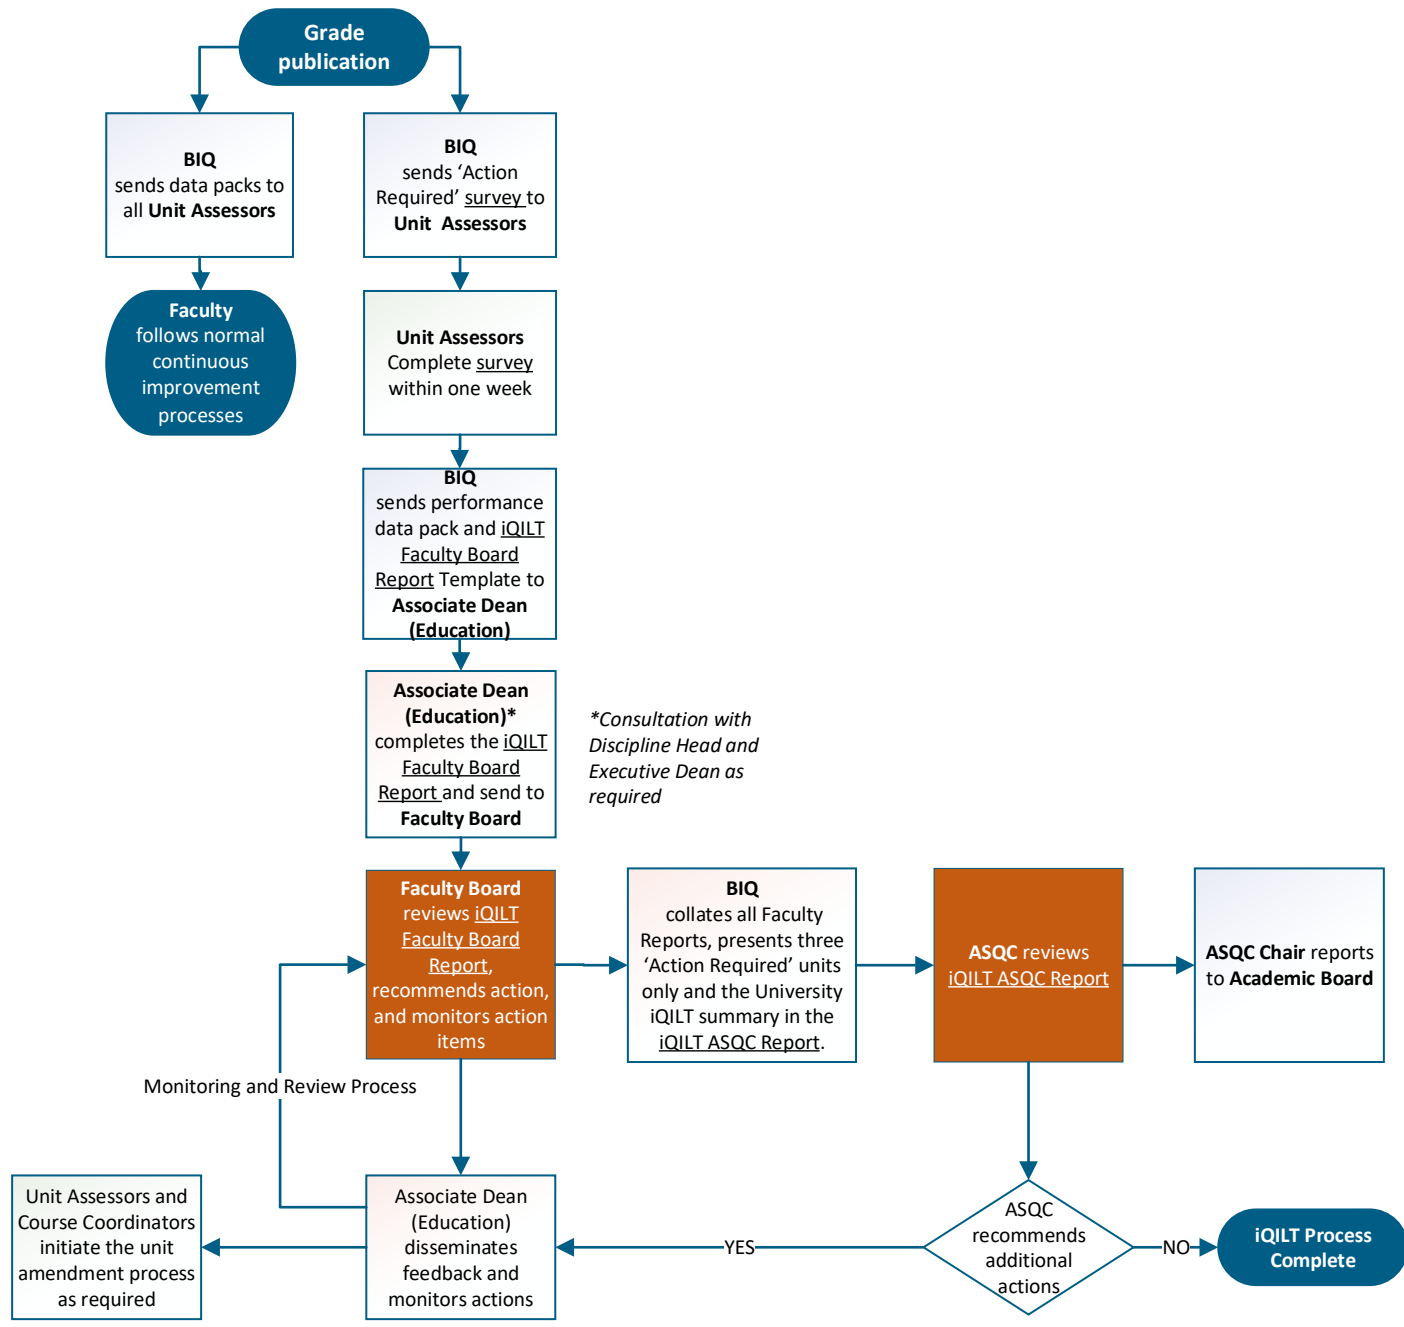 Grade
publication
BIQ
sends data packs to
all Unit Assessors
BIQ
sends ‘Action
Required’ survey to
Unit Assessors
Faculty
follows normal
continuous
improvement
processes
Unit Assessors
Complete survey
within one week
BIQ
sends performance
data pack and iQILT
Faculty Board
Report Template to
Associate Dean
(Education)
Associate Dean
(Education)*
completes the iQILT
Faculty Board
Report and send to
Faculty Board
*Consultation with
Discipline Head and
Executive Dean as
required
Faculty Board
reviews iQILT
Faculty Board
Report,
recommends action,
and monitors action
items
BIQ
collates all Faculty
Reports, presents three
‘Action Required’ units
only and the University
iQILT summary in the
iQILT ASQC Report.
ASQC reviews
iQILT ASQC Report
ASQC Chair reports
to Academic Board
Monitoring and Review Process
Unit Assessors and
Course Coordinators
initiate the unit
amendment process
as required
Associate Dean
(Education)
disseminates
feedback and
monitors actions
YES
ASQC
recommends
additional
actions
NO
iQILT Process
Complete